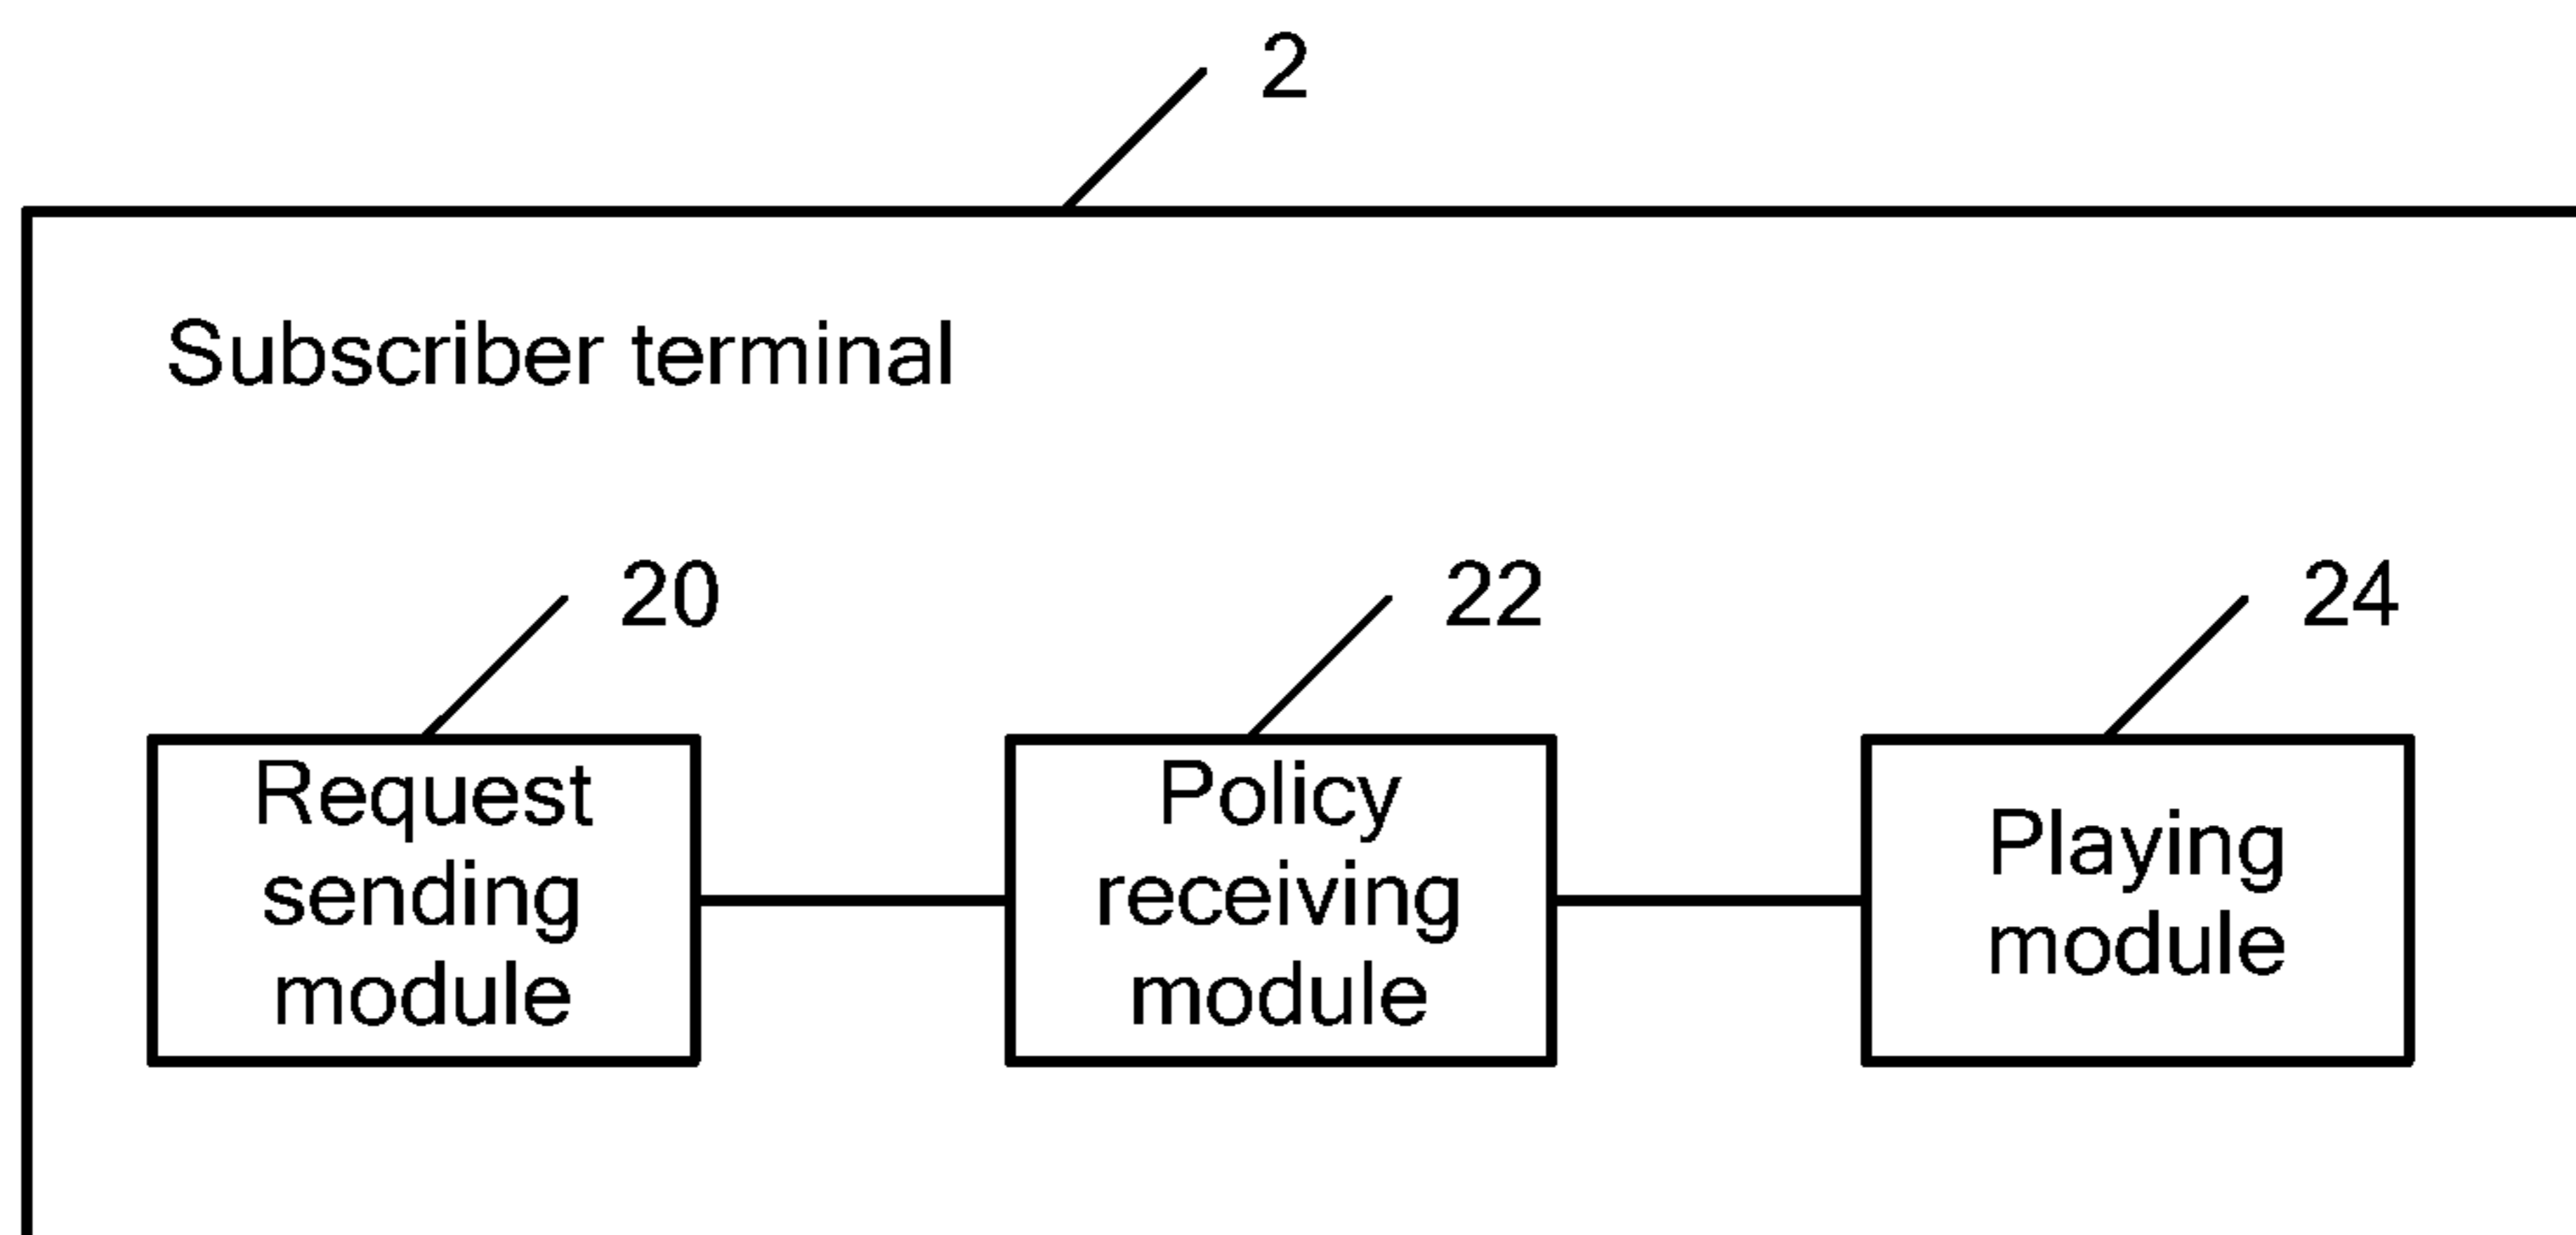 2
Subscriber terminal
20
22
24
Request
sending
module
Policy
receiving
module
Playing
module